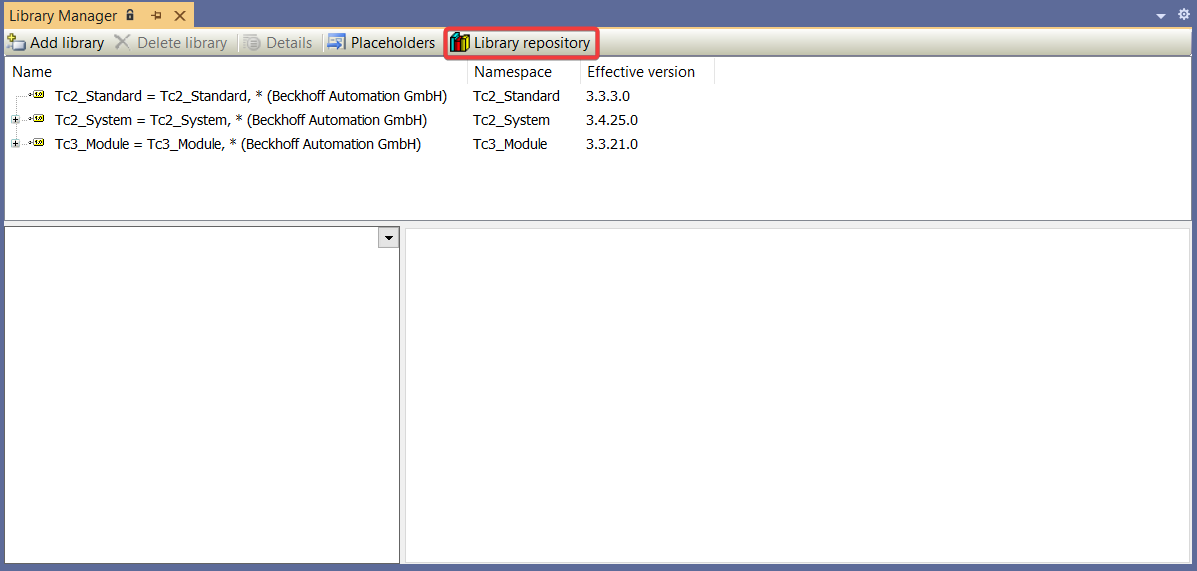 Library Manager
Add library Delete library Details Placeholders Library repository
Name Namespace Effective version
Tc2_Standard = Tc2_Standard, * (Beckhoff Automation GmbH) Tc2_Standard 3.3.3.0
Tc2_System = Tc2_System, * (Beckhoff Automation GmbH) Tc2_System 3.4.25.0
Tc3_Module = Tc3_Module, * (Beckhoff Automation GmbH) Tc3_Module 3.3.21.0